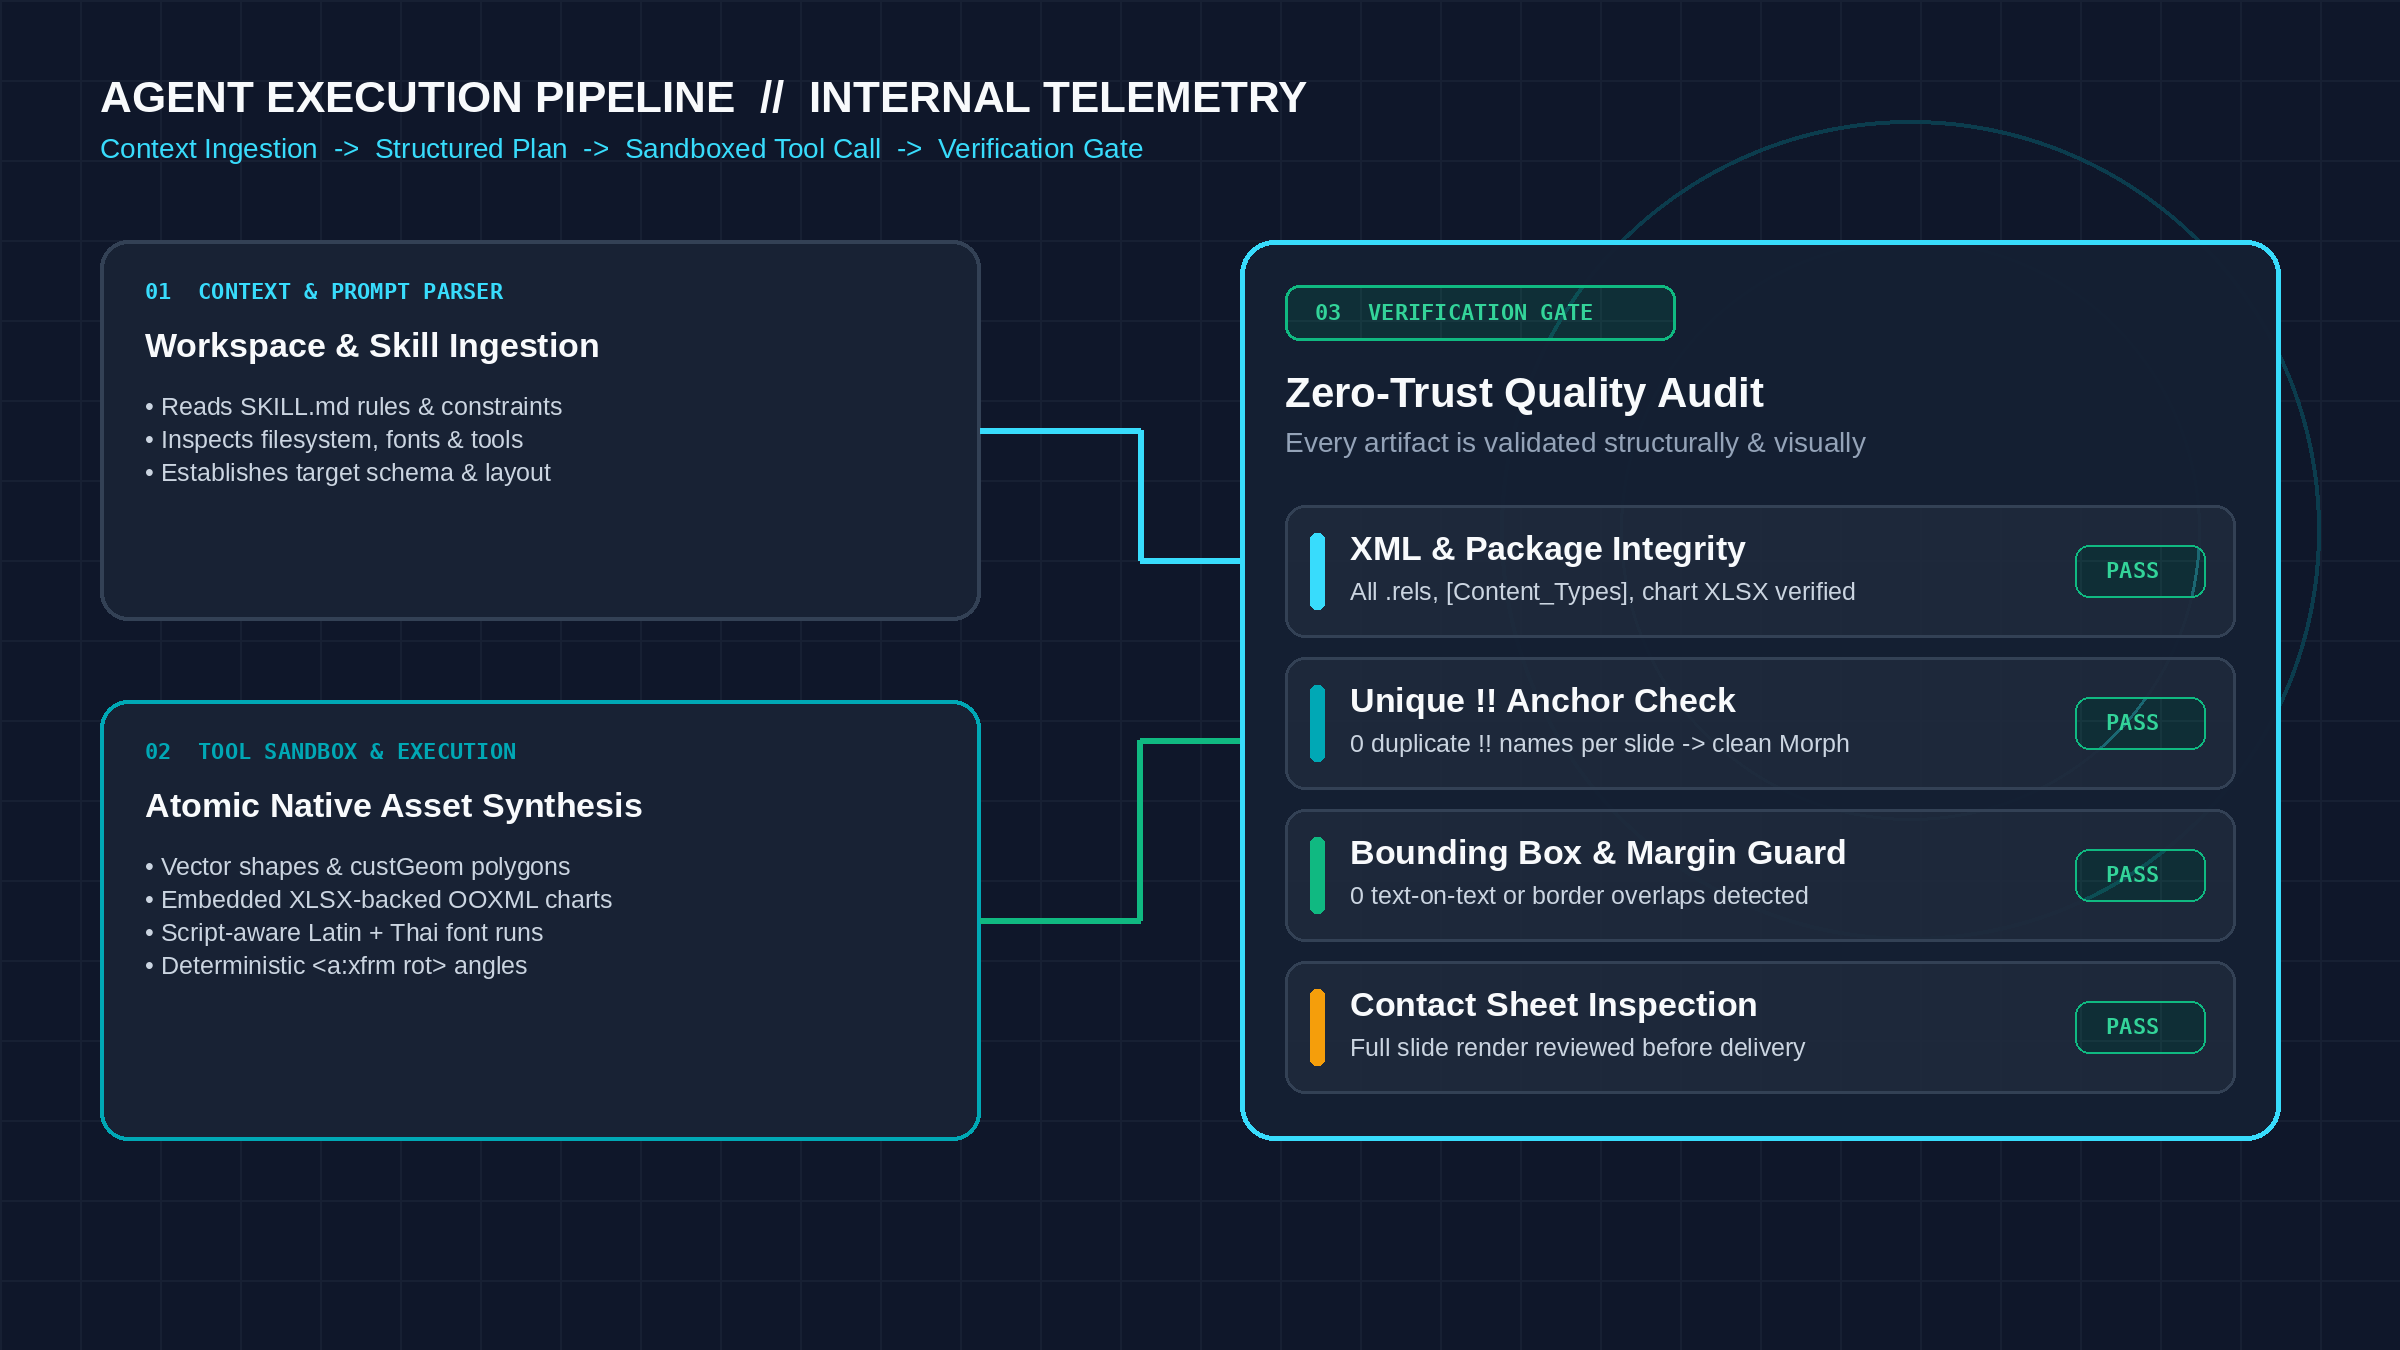 AGENT EXECUTION PIPELINE // INTERNAL TELEMETRY
Context Ingestion -> Structured Plan -> Sandboxed Tool Call -> Verification Gate
01 CONTEXT & PROMPT PARSER
Workspace & Skill Ingestion
• Reads SKILL.md rules & constraints
• Inspects filesystem, fonts & tools
• Establishes target schema & layout
02 TOOL SANDBOX & EXECUTION
Atomic Native Asset Synthesis
• Vector shapes & custGeom polygons
• Embedded XLSX-backed OOXML charts
• Script-aware Latin + Thai font runs
• Deterministic <a:xfrm rot> angles
03 VERIFICATION GATE
Zero-Trust Quality Audit
Every artifact is validated structurally & visually
XML & Package Integrity
All .rels, [Content_Types], chart XLSX verified
PASS
Unique !! Anchor Check
0 duplicate !! names per slide -> clean Morph
PASS
Bounding Box & Margin Guard
0 text-on-text or border overlaps detected
PASS
Contact Sheet Inspection
Full slide render reviewed before delivery
PASS